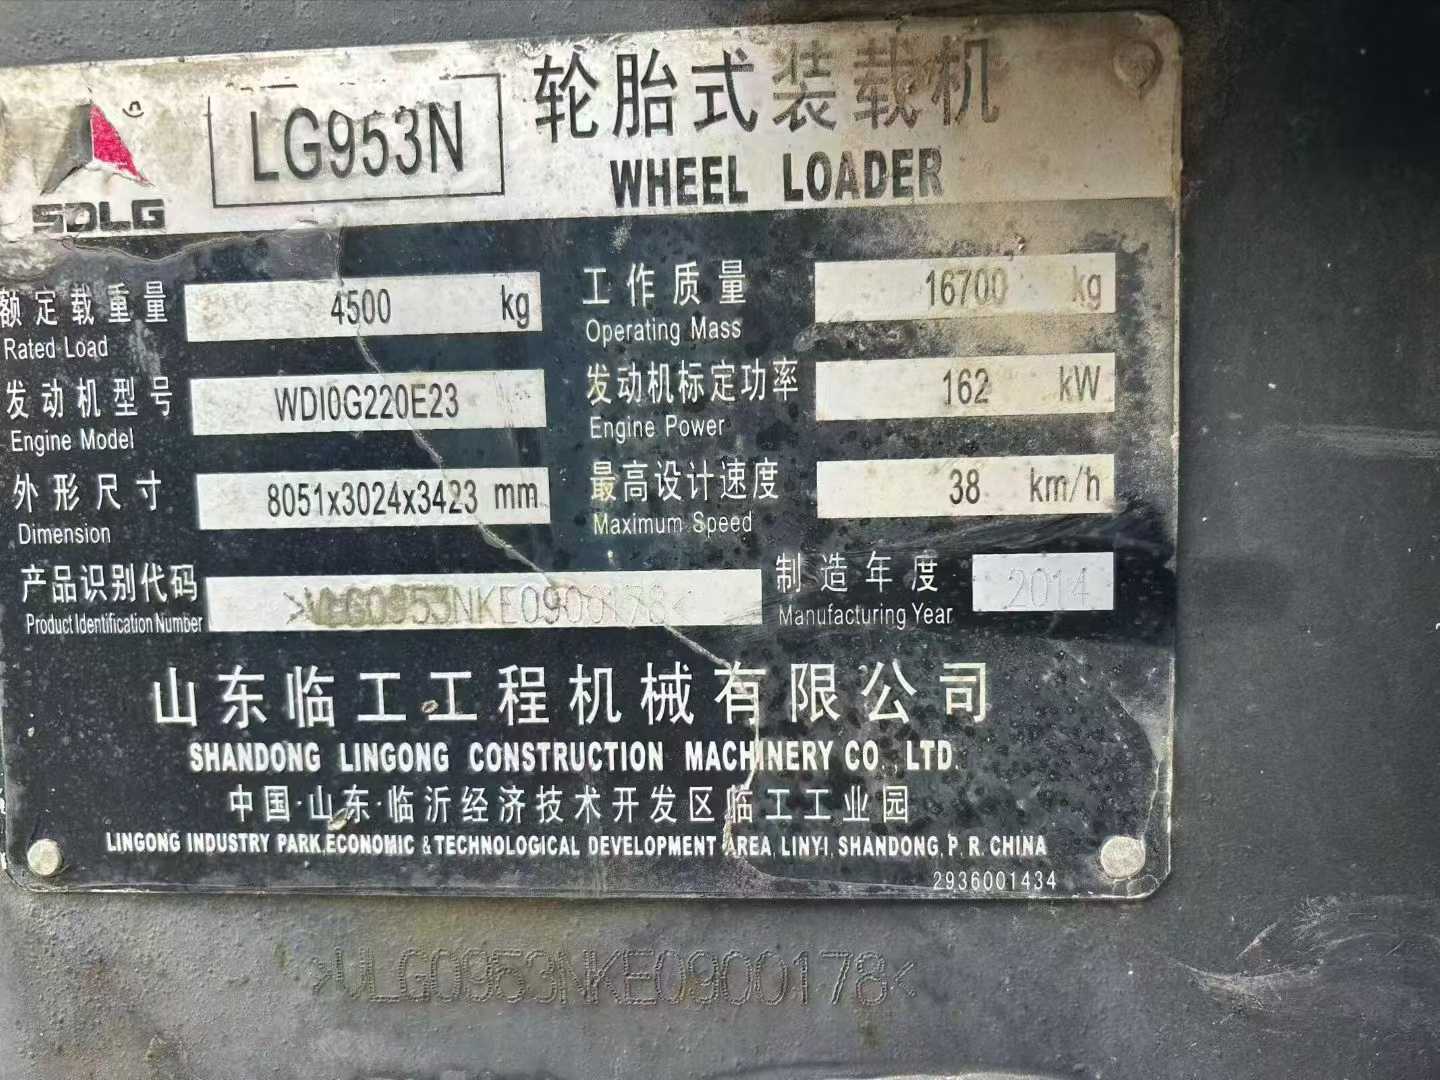 SDLG
LG953N
轮胎式装载机
WHEEL LOADER
额定载重量 4500 kg
Rated Load
工作质量 16700 kg
Operating Mass
发动机型号 WD10G220E23
Engine Model
发动机标定功率 162 kW
Engine Power
外形尺寸 8051x3024x3423 mm
Dimension
最高设计速度 38 km/h
Maximum Speed
产品识别代码 >VLG0953NKE0900178<
Product Identification Number
制造年度 2014
Manufacturing Year
山东临工工程机械有限公司
SHANDONG LINGONG CONSTRUCTION MACHINERY CO., LTD.
中国·山东·临沂经济技术开发区临工工业园
LINGONG INDUSTRY PARK, ECONOMIC & TECHNOLOGICAL DEVELOPMENT AREA, LINYI, SHANDONG, P. R. CHINA
2936001434
>VLG0953NKE0900178<